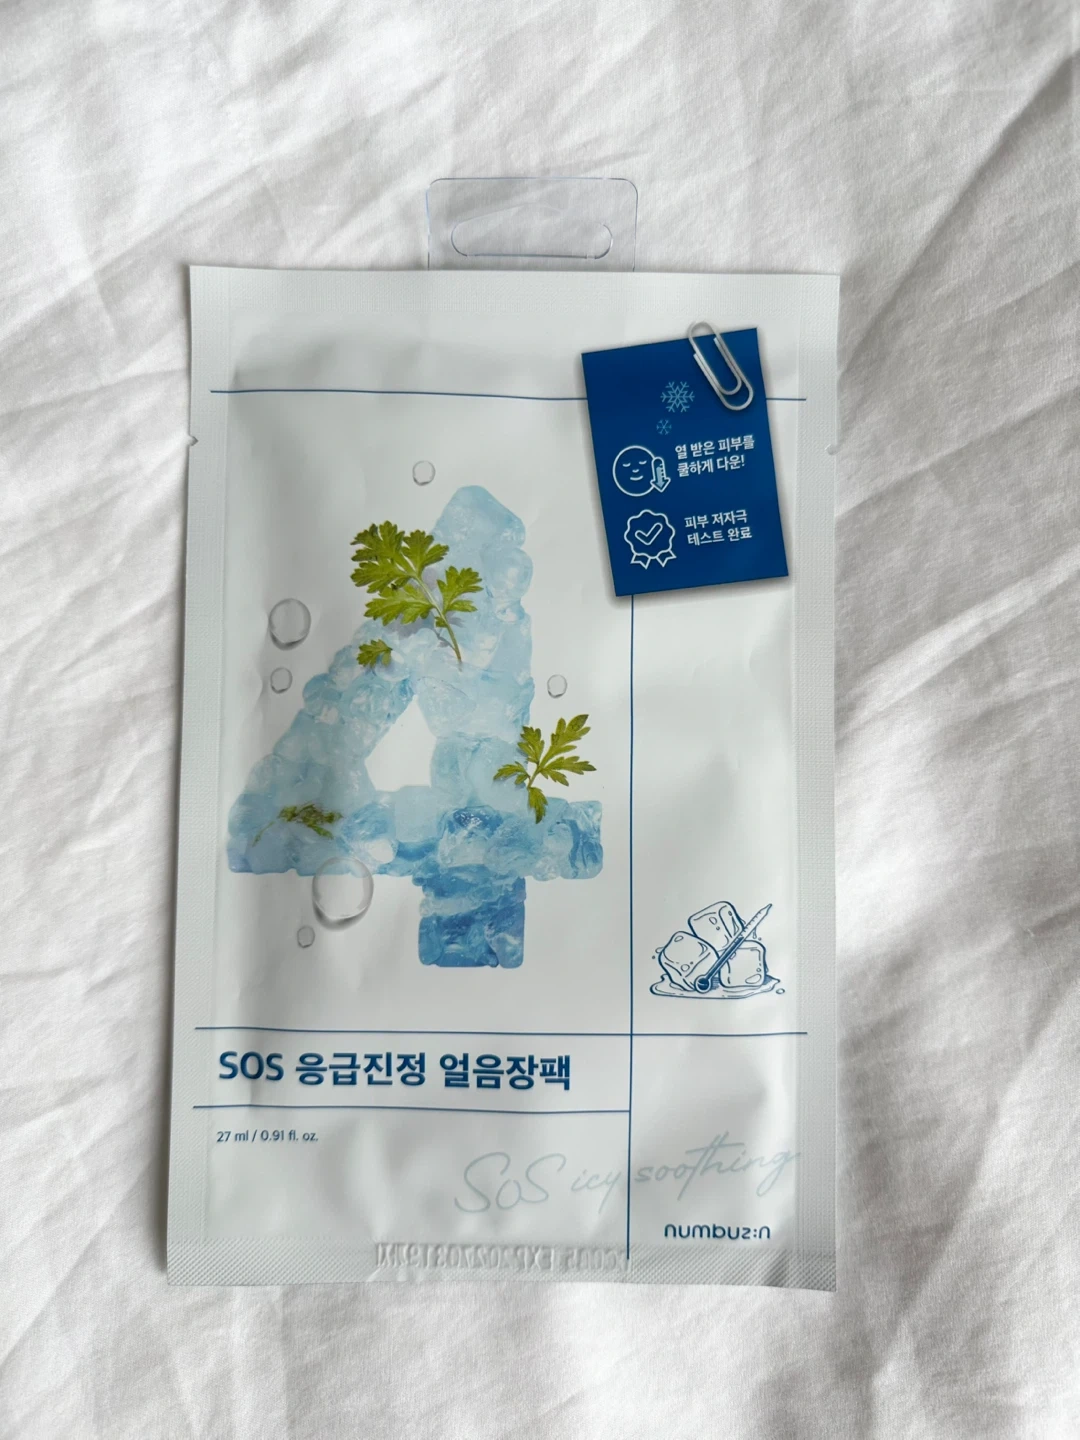 열 받은 피부를
쿨하게 다운!
피부 저자극
테스트 완료
SOS 응급진정 얼음장팩
27 ml / 0.91 fl. oz.
SOS icy soothing
numbuz:n